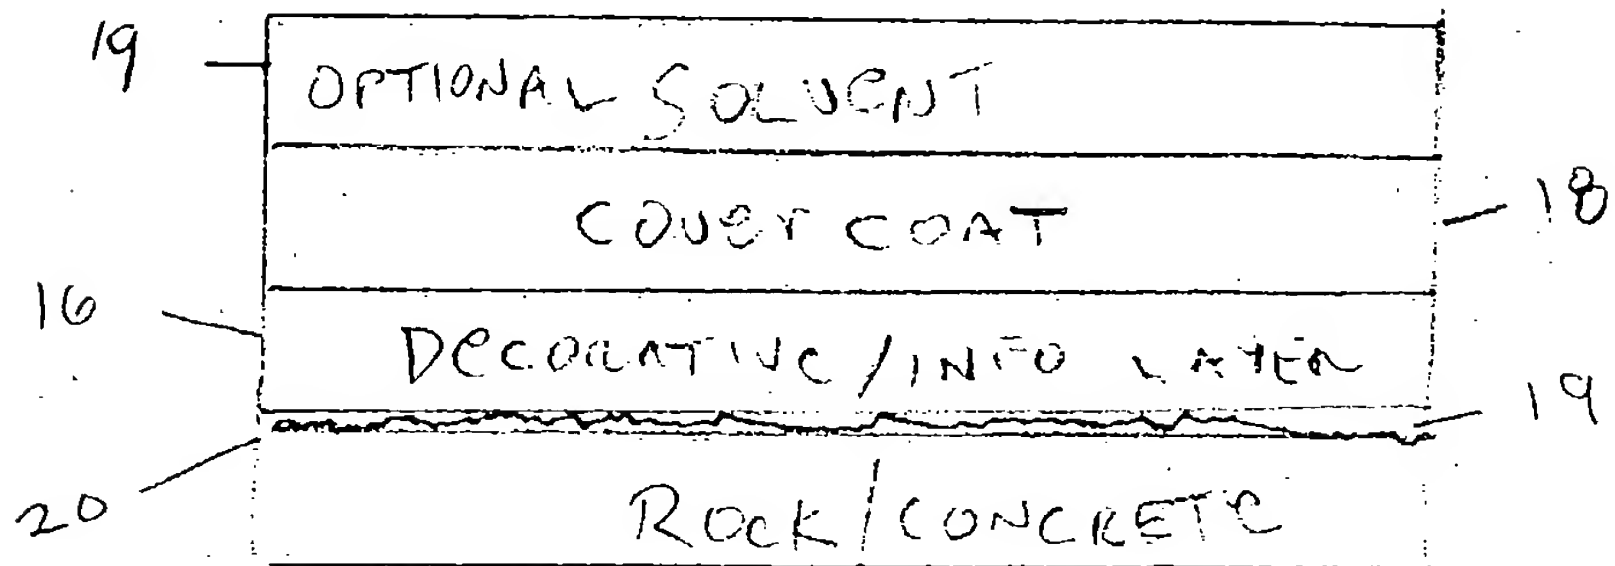 19
OPTIONAL SOLVENT
COVER COAT
18
16
DECORATIVE/INFO LAYER
19
20
ROCK/CONCRETE